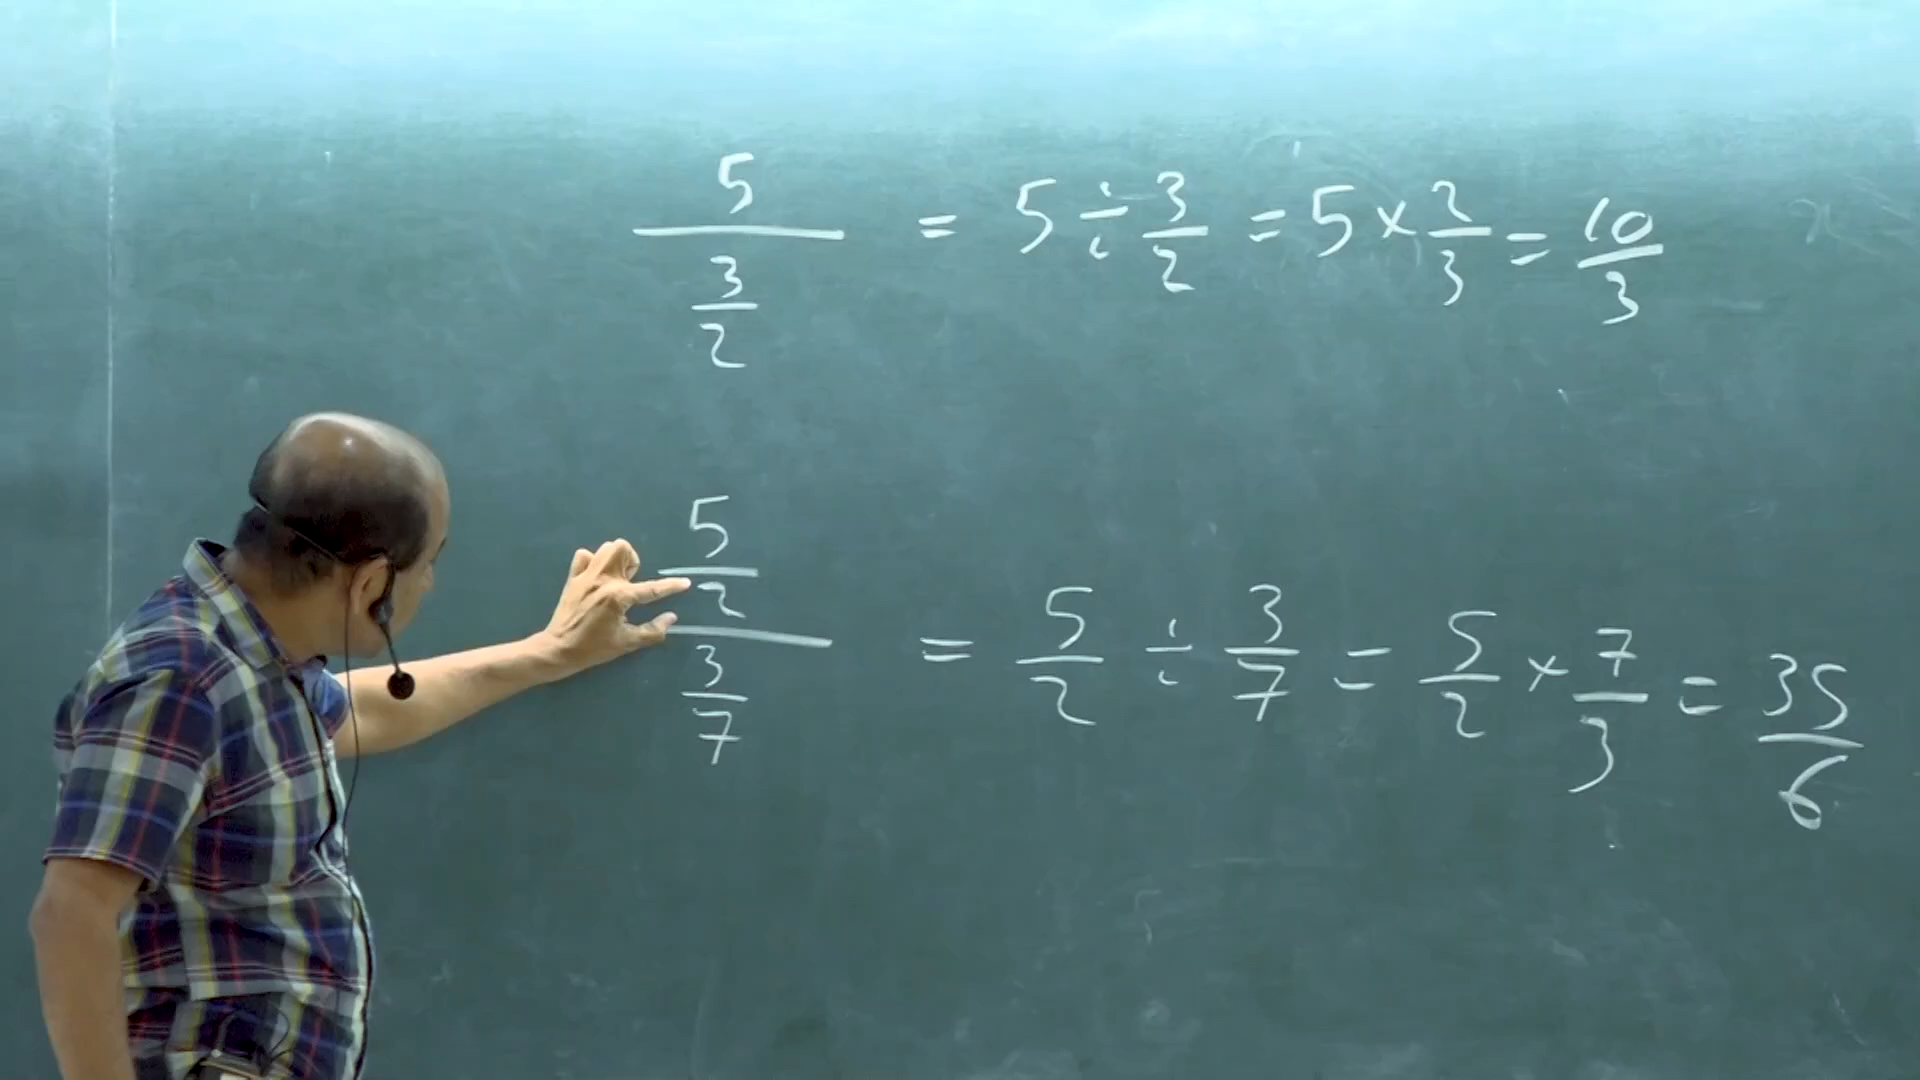 5/(3/2) = 5 ÷ 3/2 = 5 × 2/3 = 10/3
(5/2)/(3/7) = 5/2 ÷ 3/7 = 5/2 × 7/3 = 35/6